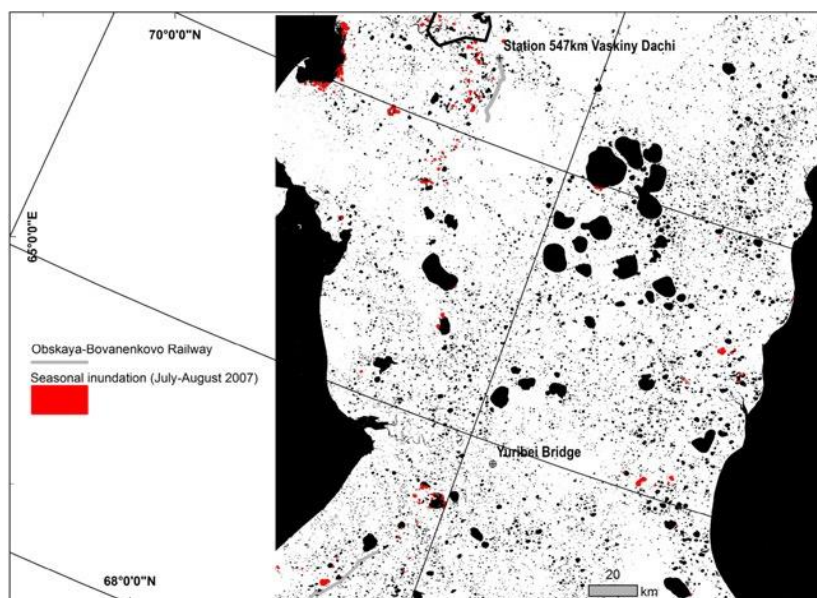 70°0'0"N
Station 547km Vaskiny Dachi
65°0'0"E
Obskaya-Bovanenkovo Railway
Seasonal inundation (July-August 2007)
Yuribei Bridge
68°0'0"N
20
km